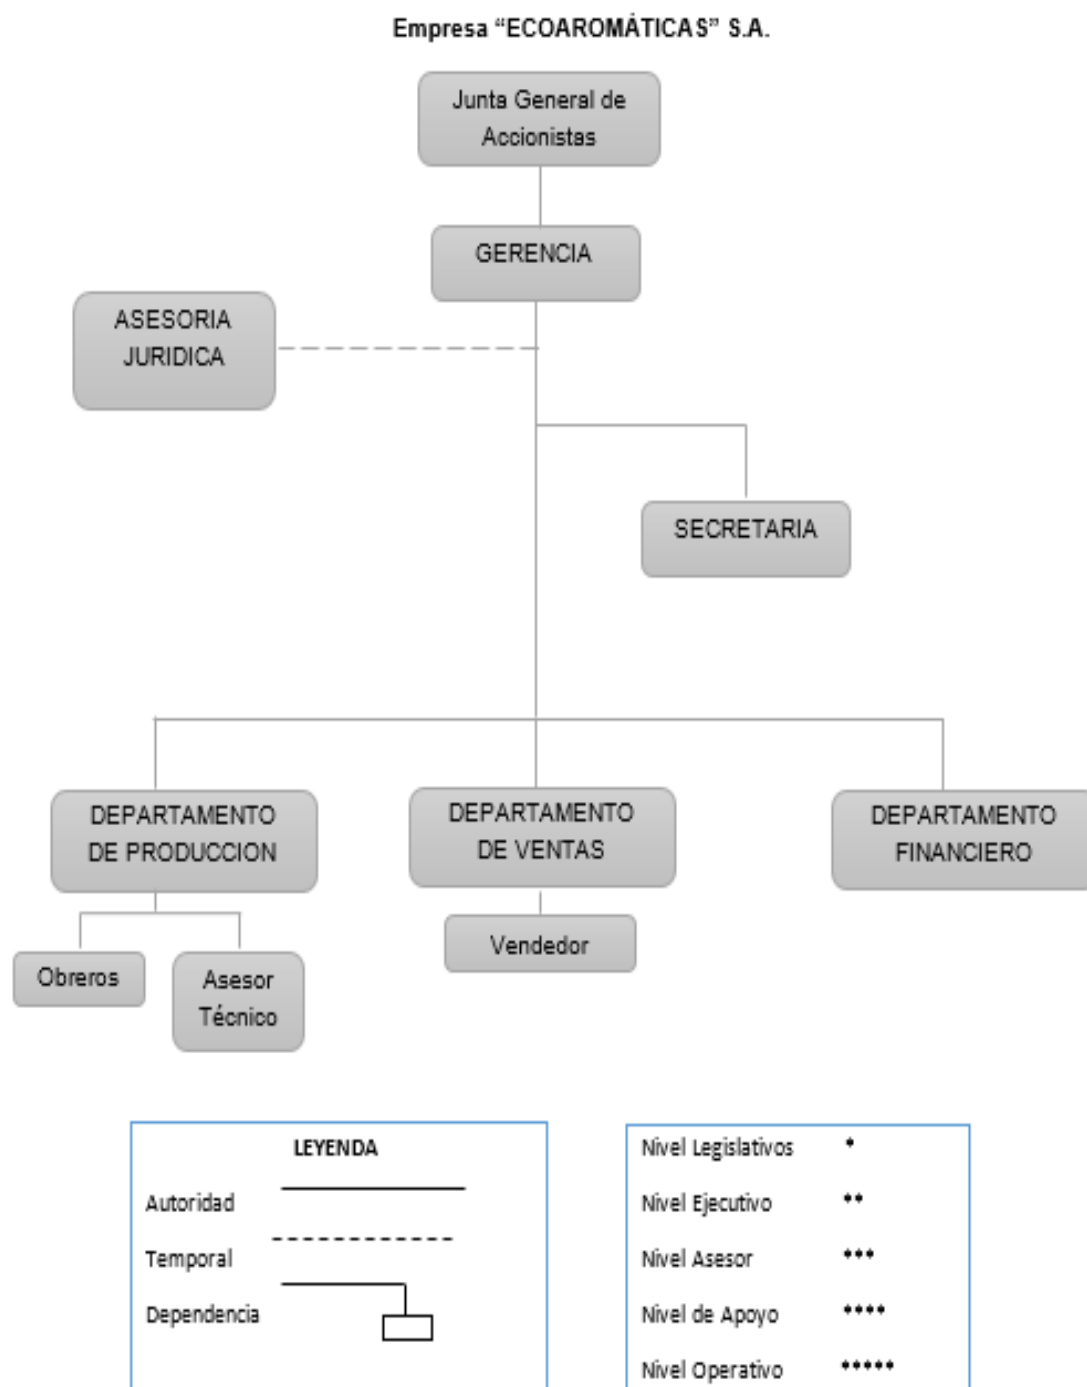 Empresa “ECOAROMÁTICAS” S.A.
Junta General de
Accionistas
GERENCIA
ASESORIA
JURIDICA
SECRETARIA
DEPARTAMENTO
DE PRODUCCION
DEPARTAMENTO
DE VENTAS
DEPARTAMENTO
FINANCIERO
Obreros
Asesor
Técnico
Vendedor
LEYENDA
Autoridad
Temporal
Dependencia
Nivel Legislativos *
Nivel Ejecutivo **
Nivel Asesor ***
Nivel de Apoyo ****
Nivel Operativo *****